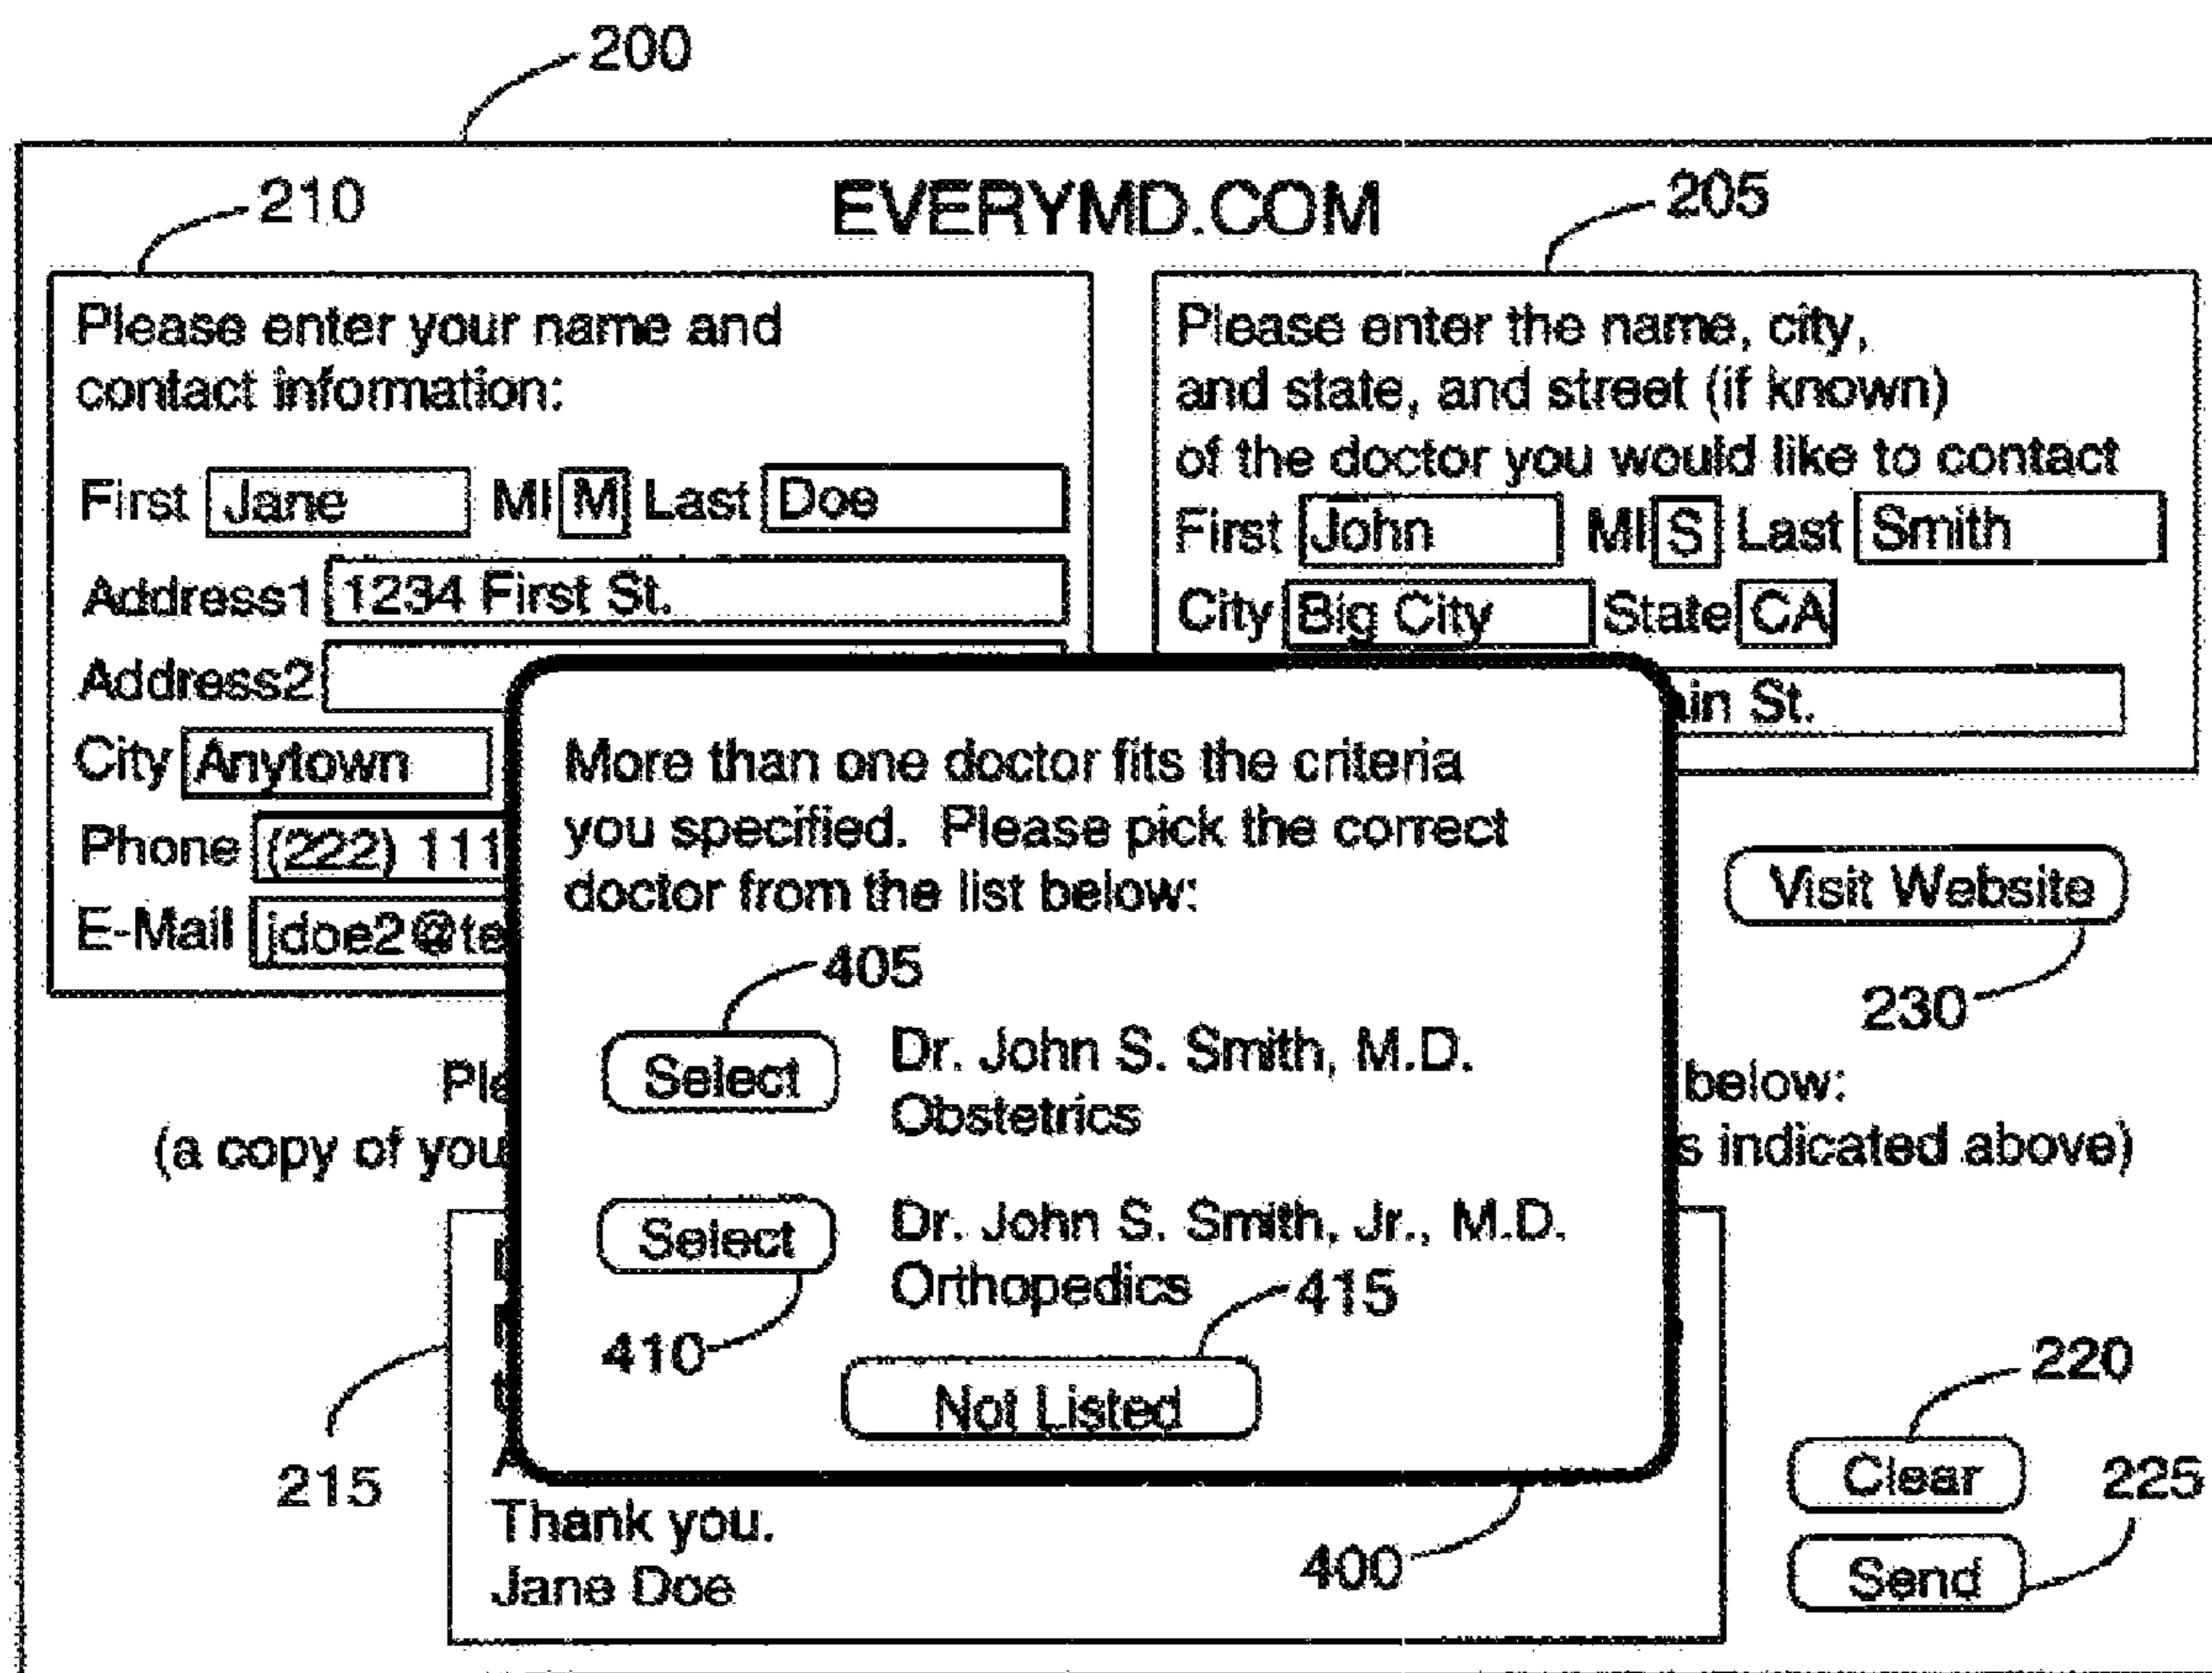 200
EVERYMD.COM
210
205
Please enter your name and
contact information:
First Jane MI M Last Doe
Address1 1234 First St.
Address2
City Anytown
Phone (222) 111
E-Mail jdoe2@te
Please enter the name, city,
and state, and street (if known)
of the doctor you would like to contact
First John MI S Last Smith
City Big City State CA
St.
More than one doctor fits the criteria
you specified. Please pick the correct
doctor from the list below:
405
Select Dr. John S. Smith, M.D.
Obstetrics
Select Dr. John S. Smith, Jr., M.D.
Orthopedics
410
415
Not Listed
400
Visit Website
230
below:
(a copy of you
indicated above)
215
Thank you.
Jane Doe
220
Clear
225
Send